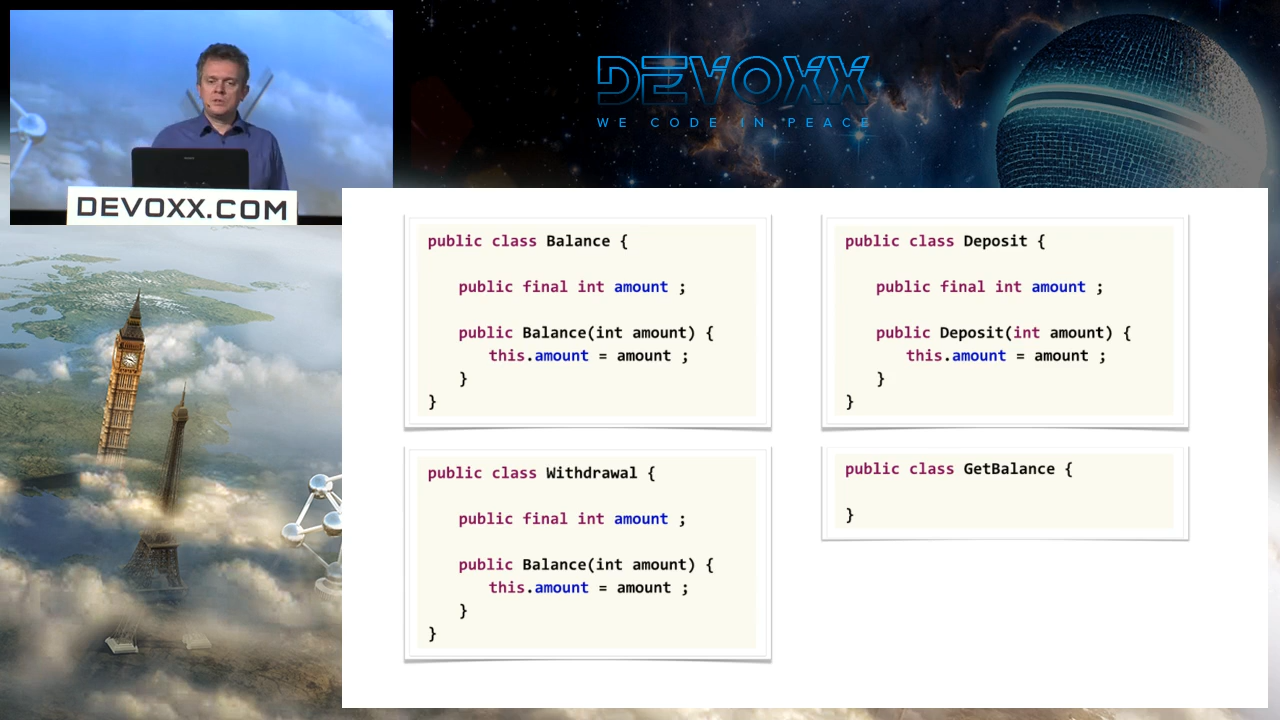 DEVOXX
WE CODE IN PEACE
DEVOXX.COM
public class Balance {
public final int amount ;
public Balance(int amount) {
this.amount = amount ;
}
}
public class Deposit {
public final int amount ;
public Deposit(int amount) {
this.amount = amount ;
}
}
public class Withdrawal {
public final int amount ;
public Balance(int amount) {
this.amount = amount ;
}
}
public class GetBalance {
}